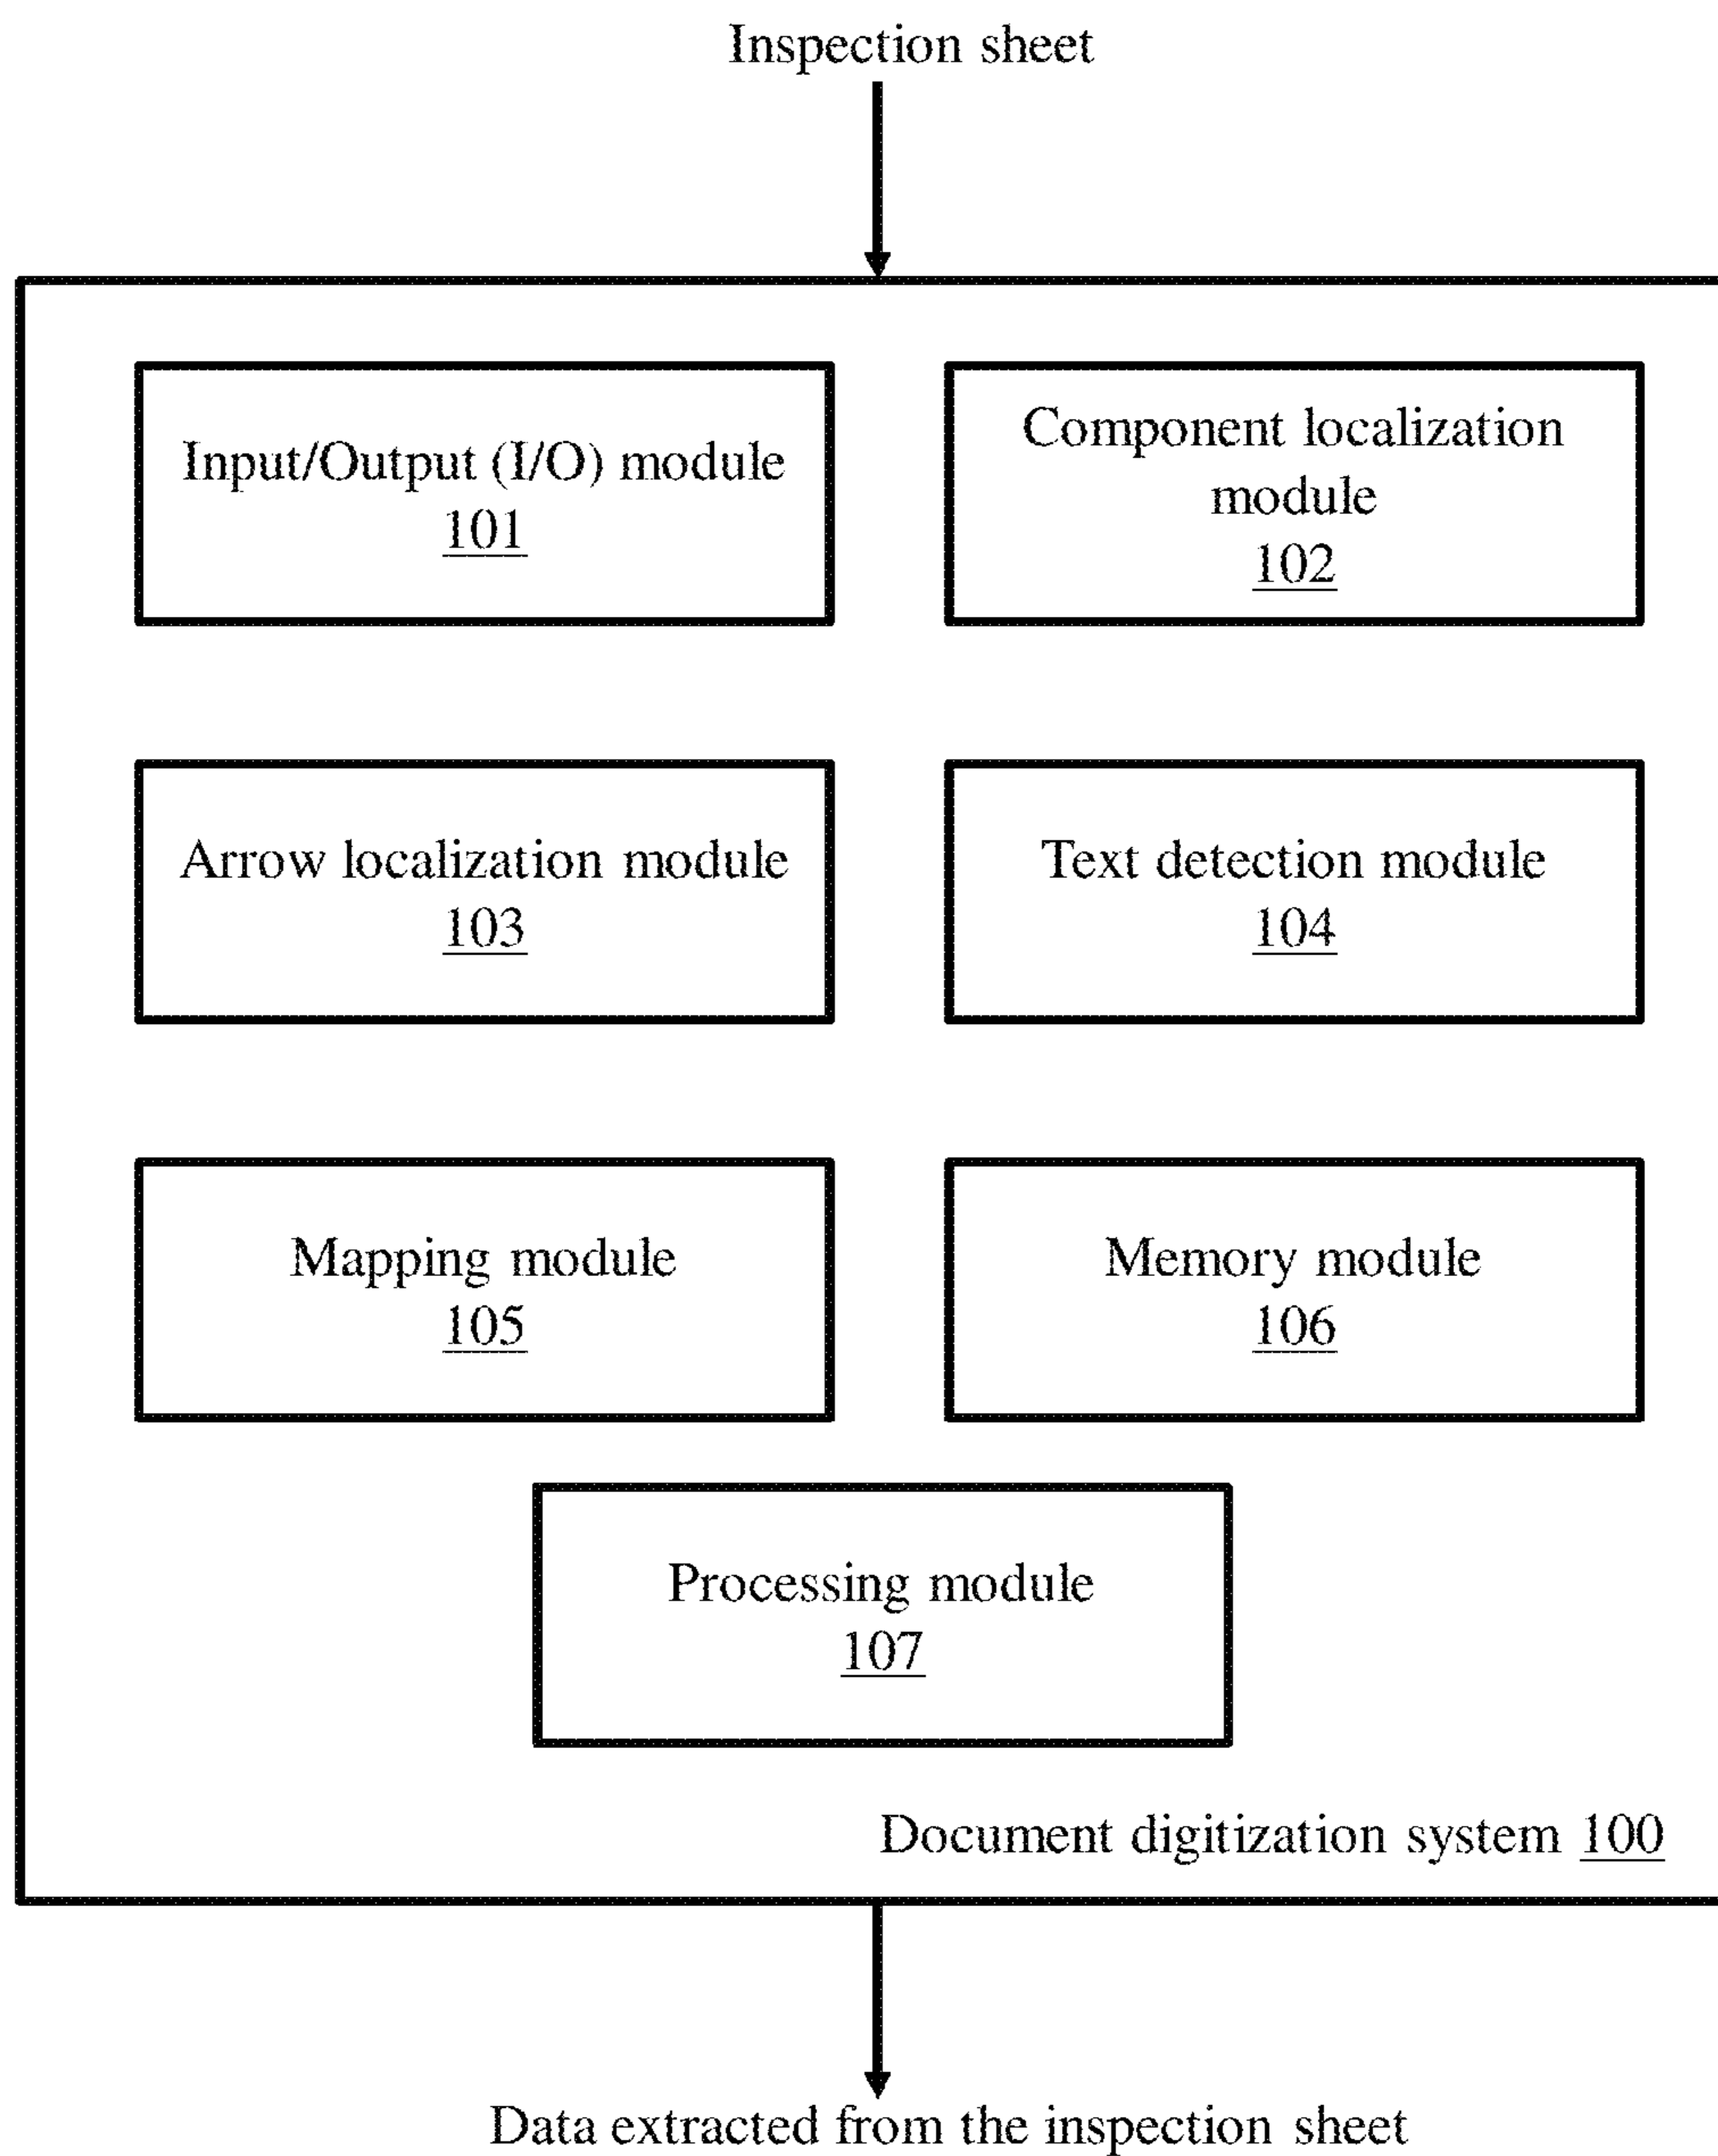 Inspection sheet
Input/Output (I/O) module
101
Component localization
module
102
Arrow localization module
103
Text detection module
104
Mapping module
105
Memory module
106
Processing module
107
Document digitization system 100
Data extracted from the inspection sheet